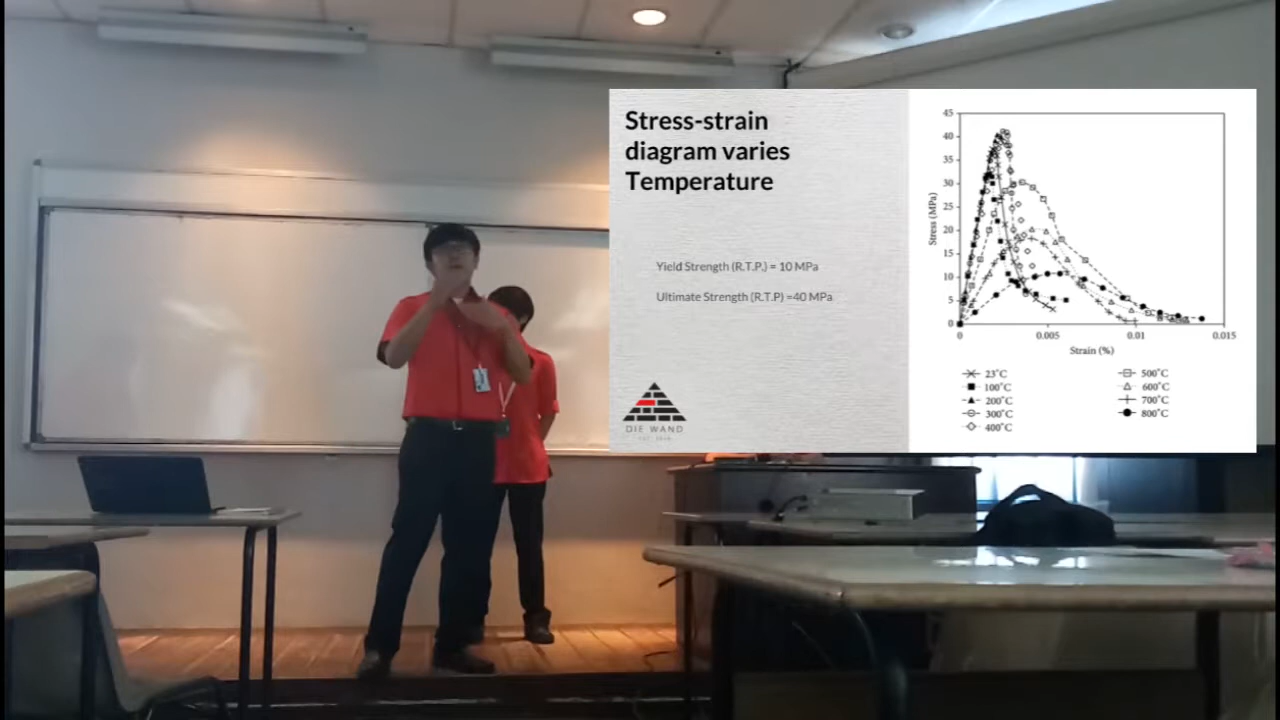 Stress-strain
diagram varies
Temperature
Yield Strength (R.T.P.) = 10 MPa
Ultimate Strength (R.T.P) =40 MPa
DIE WAND
45
40
35
30
25
20
15
10
5
0
Stress (MPa)
0 0.005 0.01 0.015
Strain (%)
23°C 500°C
100°C 600°C
200°C 700°C
300°C 800°C
400°C